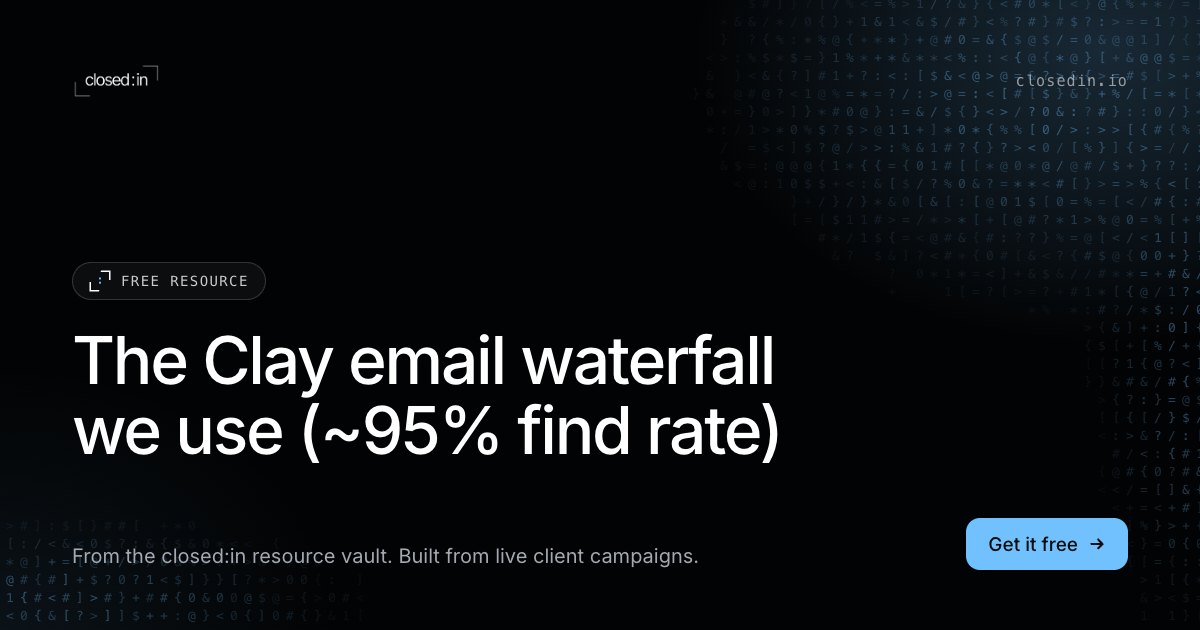 closed:in
closedin.io
FREE RESOURCE
The Clay email waterfall
we use (~95% find rate)
From the closed:in resource vault. Built from live client campaigns.
Get it free →